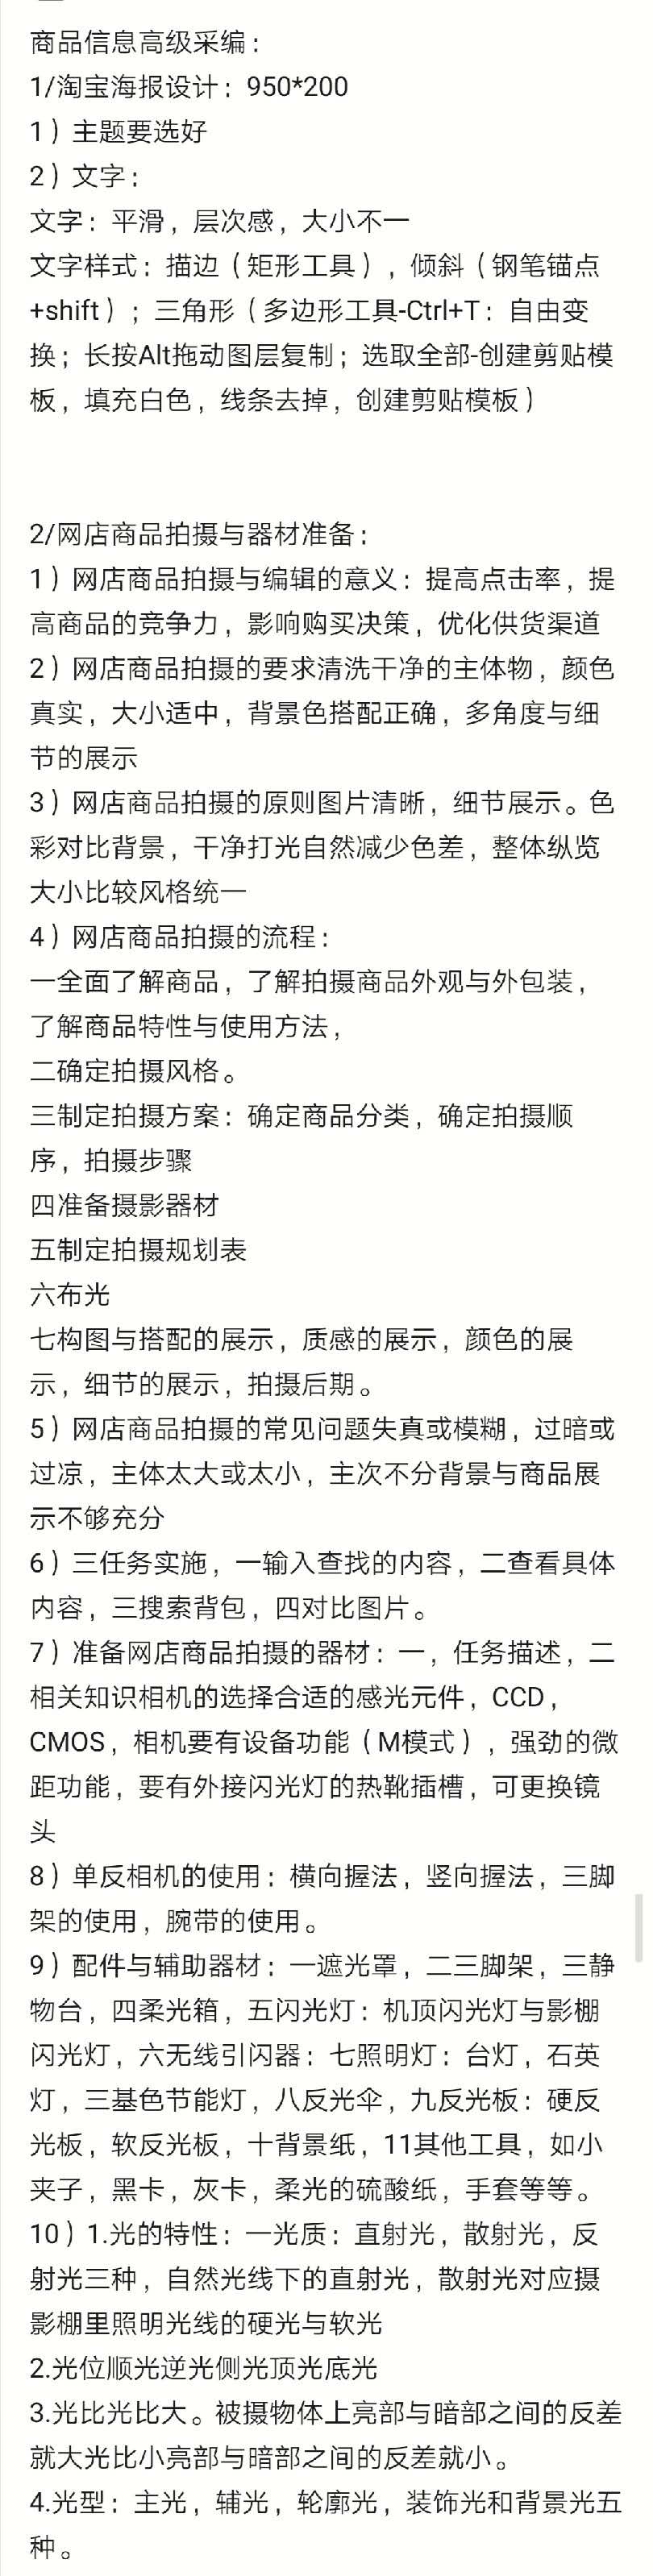 商品信息高级采编：
1/淘宝海报设计：950*200
1）主题要选好
2）文字：
文字：平滑，层次感，大小不一
文字样式：描边（矩形工具），倾斜（钢笔锚点
+shift）；三角形（多边形工具-Ctrl+T：自由变
换；长按Alt拖动图层复制；选取全部-创建剪贴模
板，填充白色，线条去掉，创建剪贴模板）
2/网店商品拍摄与器材准备：
1）网店商品拍摄与编辑的意义：提高点击率，提
高商品的竞争力，影响购买决策，优化供货渠道
2）网店商品拍摄的要求清洗干净的主体物，颜色
真实，大小适中，背景色搭配正确，多角度与细
节的展示
3）网店商品拍摄的原则图片清晰，细节展示。色
彩对比背景，干净打光自然减少色差，整体纵览
大小比较风格统一
4）网店商品拍摄的流程：
一全面了解商品，了解拍摄商品外观与外包装，
了解商品特性与使用方法，
二确定拍摄风格。
三制定拍摄方案：确定商品分类，确定拍摄顺
序，拍摄步骤
四准备摄影器材
五制定拍摄规划表
六布光
七构图与搭配的展示，质感的展示，颜色的展
示，细节的展示，拍摄后期。
5）网店商品拍摄的常见问题失真或模糊，过暗或
过凉，主体太大或太小，主次不分背景与商品展
示不够充分
6）三任务实施，一输入查找的内容，二查看具体
内容，三搜索背包，四对比图片。
7）准备网店商品拍摄的器材：一，任务描述，二
相关知识相机的选择合适的感光元件，CCD，
CMOS，相机要有设备功能（M模式），强劲的微
距功能，要有外接闪光灯的热靴插槽，可更换镜
头
8）单反相机的使用：横向握法，竖向握法，三脚
架的使用，腕带的使用。
9）配件与辅助器材：一遮光罩，二三脚架，三静
物台，四柔光箱，五闪光灯：机顶闪光灯与影棚
闪光灯，六无线引闪器：七照明灯：台灯，石英
灯，三基色节能灯，八反光伞，九反光板：硬反
光板，软反光板，十背景纸，11其他工具，如小
夹子，黑卡，灰卡，柔光的硫酸纸，手套等等。
10）1.光的特性：一光质：直射光，散射光，反
射光三种，自然光线下的直射光，散射光对应摄
影棚里照明光线的硬光与软光
2.光位顺光逆光侧光顶光底光
3.光比光比大。被摄物体上亮部与暗部之间的反差
就大光比小亮部与暗部之间的反差就小。
4.光型：主光，辅光，轮廓光，装饰光和背景光五
种。